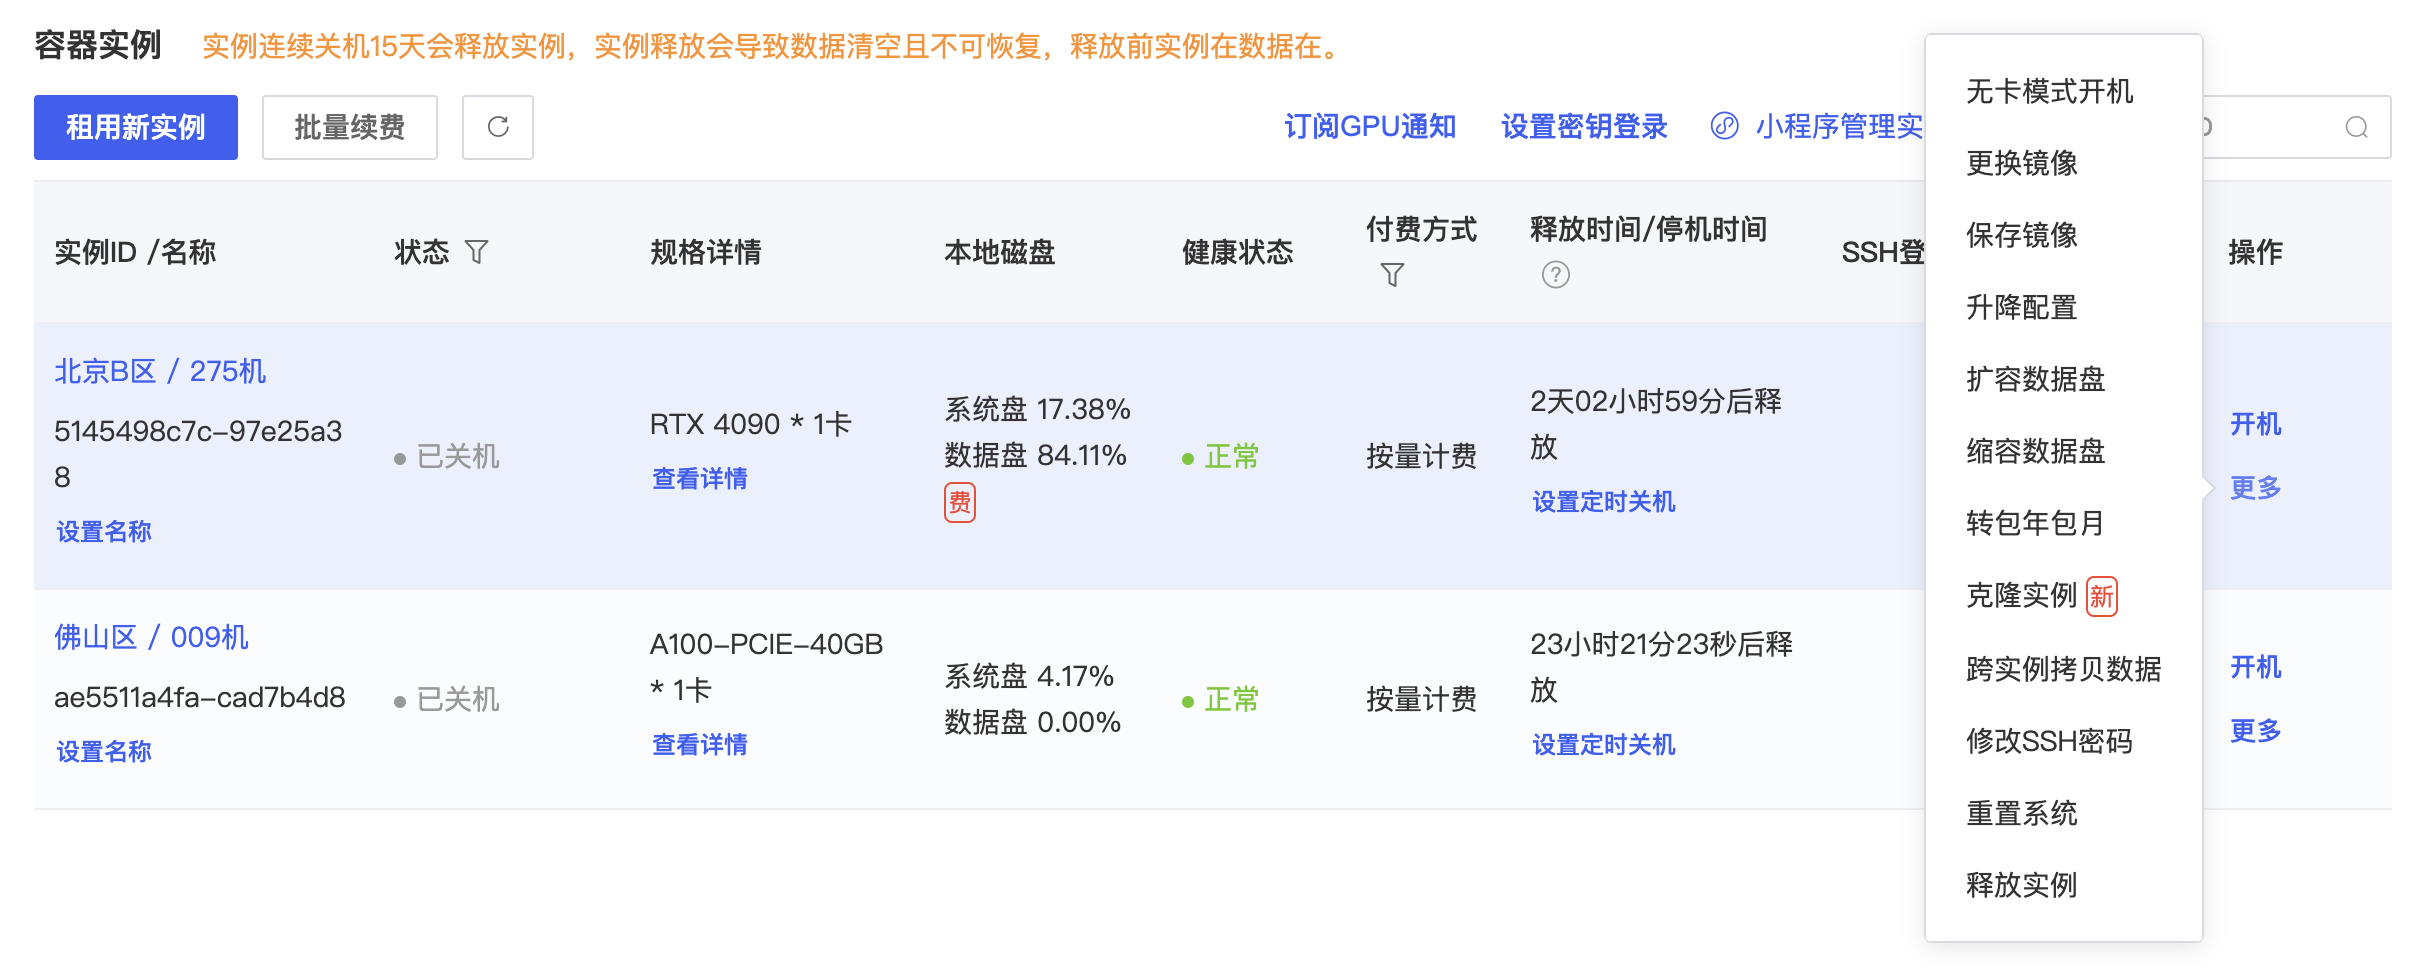 容器实例 实例连续关机15天会释放实例，实例释放会导致数据清空且不可恢复，释放前实例在数据在。
租用新实例 批量续费 订阅GPU通知 设置密钥登录 小程序管理实
实例ID /名称 状态 规格详情 本地磁盘 健康状态 付费方式 释放时间/停机时间 SSH登 操作
北京B区 / 275机
5145498c7c-97e25a3
8
设置名称
已关机
RTX 4090 * 1卡
查看详情
系统盘 17.38%
数据盘 84.11%
费
正常
按量计费
2天02小时59分后释
放
设置定时关机
开机
更多
佛山区 / 009机
ae5511a4fa-cad7b4d8
设置名称
已关机
A100-PCIE-40GB
* 1卡
查看详情
系统盘 4.17%
数据盘 0.00%
正常
按量计费
23小时21分23秒后释
放
设置定时关机
开机
更多
无卡模式开机
更换镜像
保存镜像
升降配置
扩容数据盘
缩容数据盘
转包年包月
克隆实例 新
跨实例拷贝数据
修改SSH密码
重置系统
释放实例